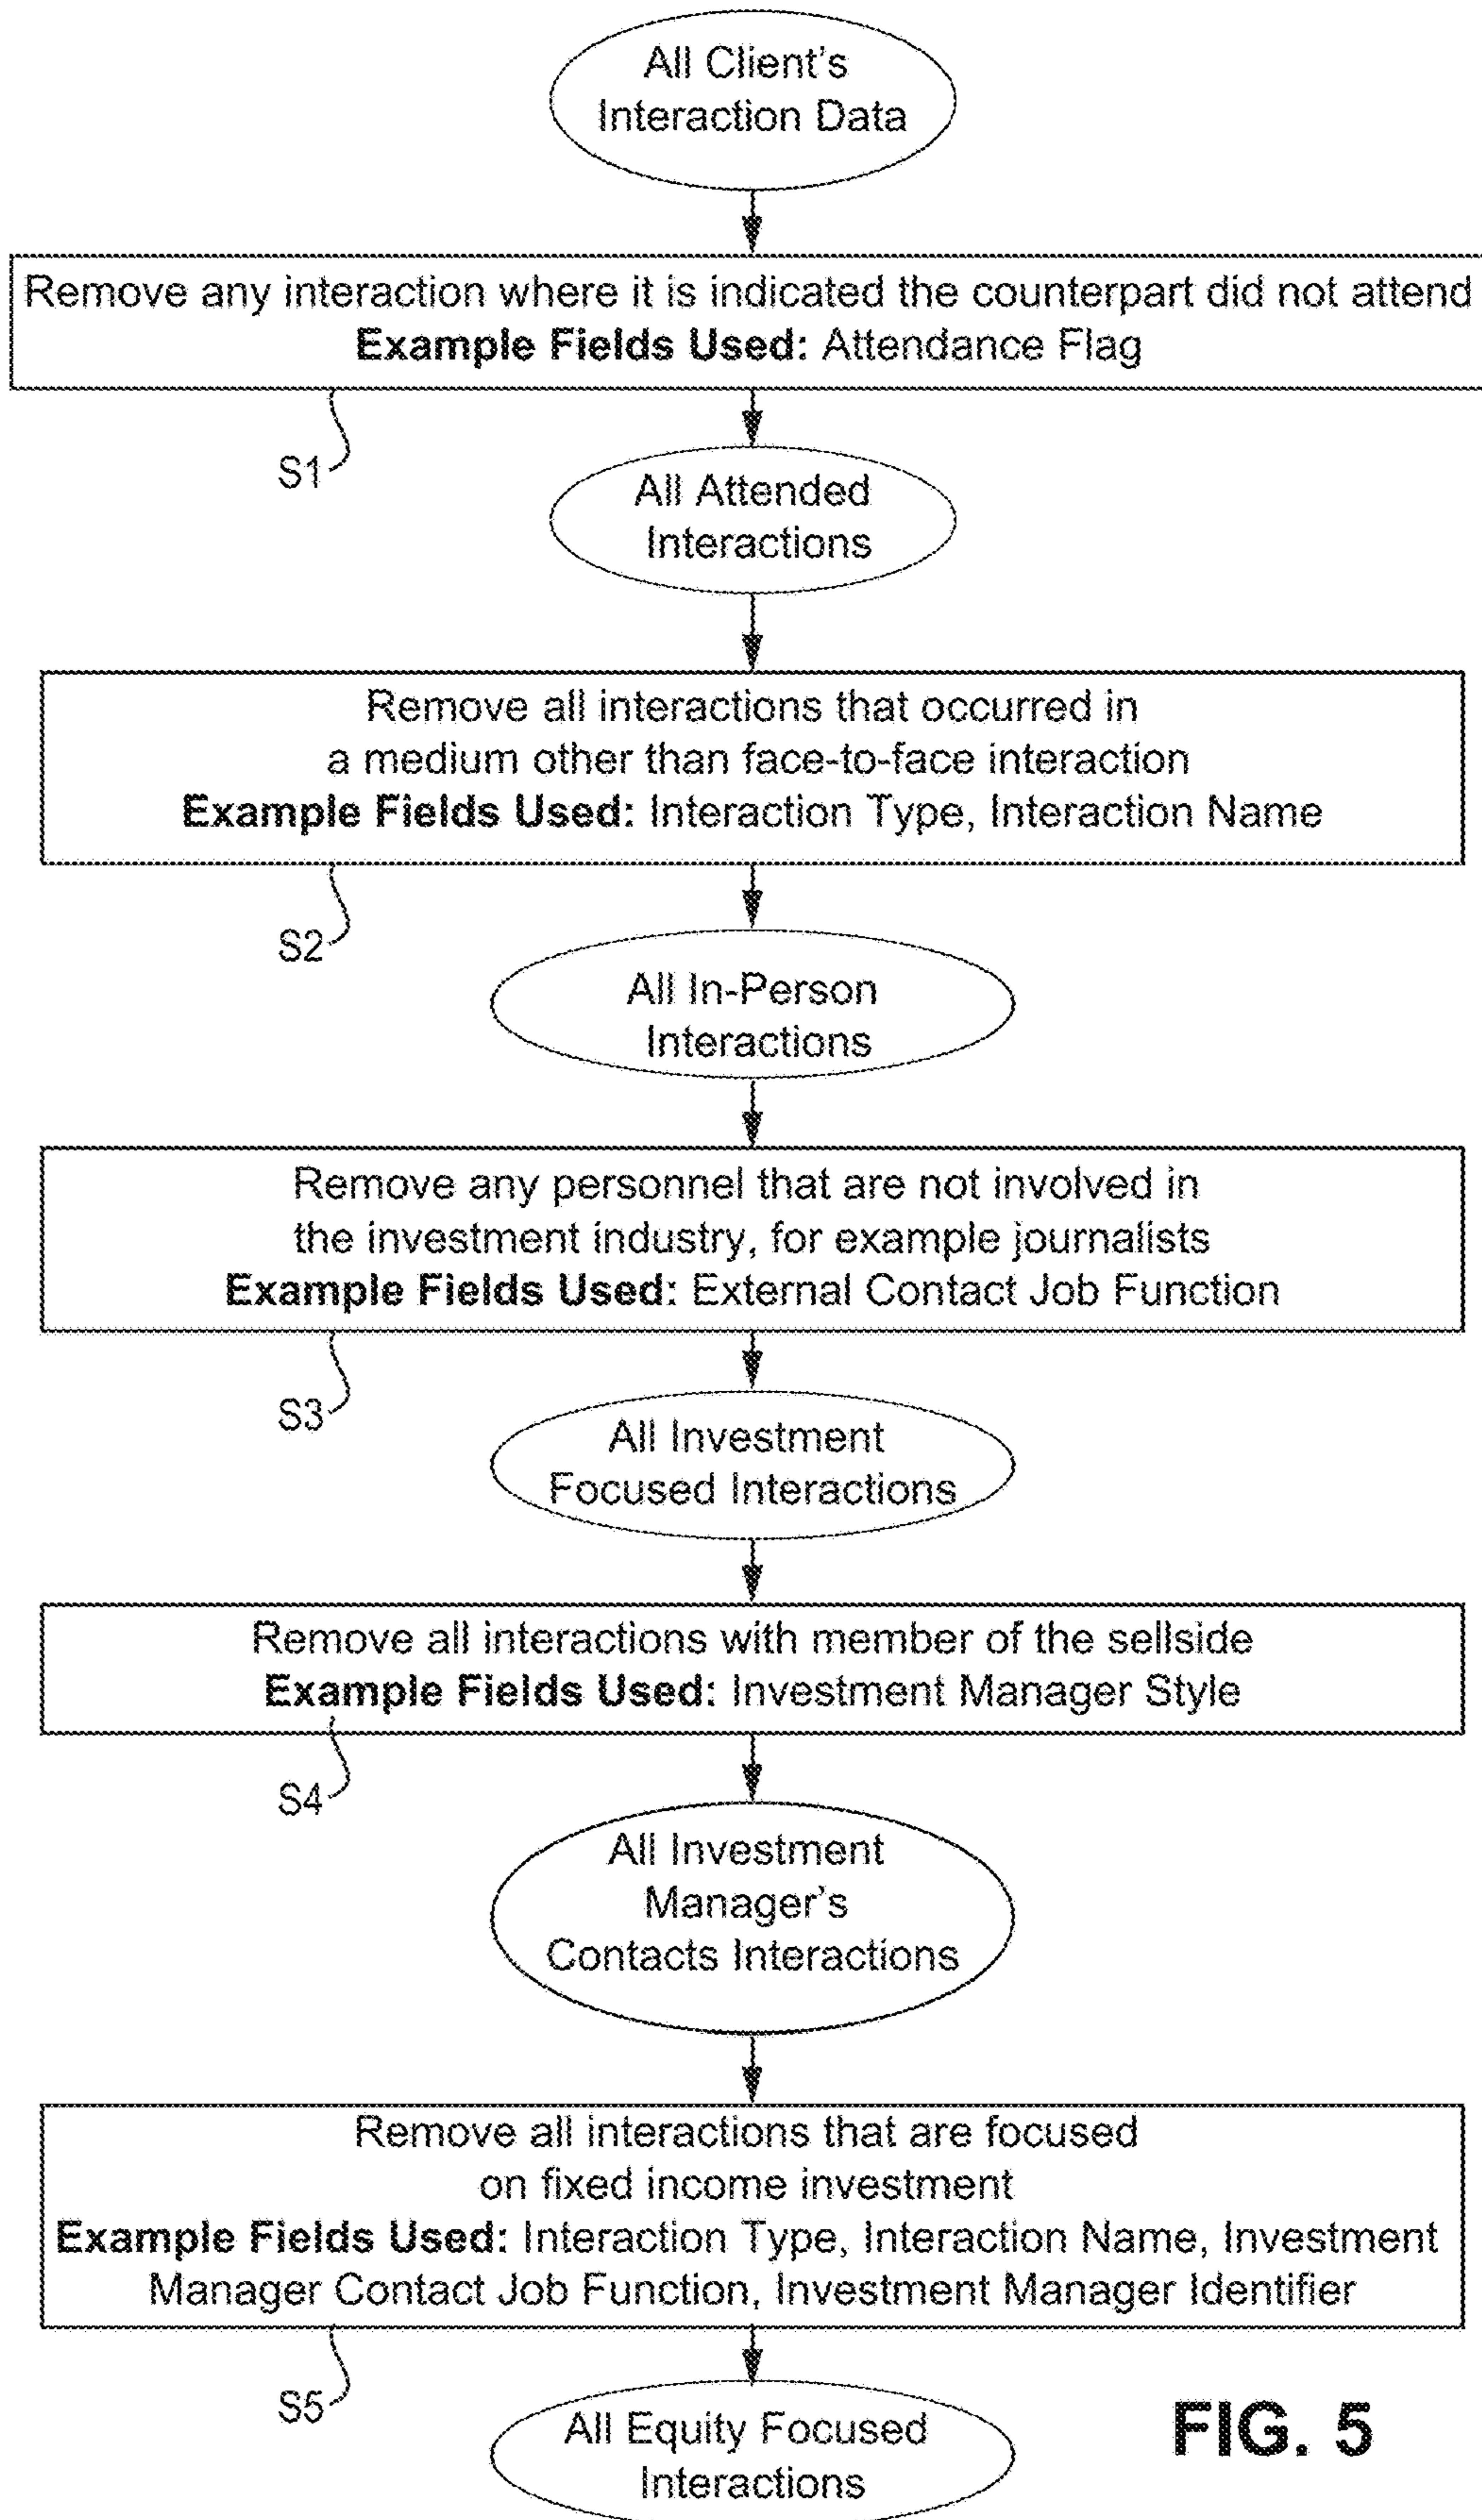 All Client's
Interaction Data
Remove any interaction where it is indicated the counterpart did not attend
Example Fields Used: Attendance Flag
S1
All Attended
Interactions
Remove all interactions that occurred in
a medium other than face-to-face interaction
Example Fields Used: Interaction Type, Interaction Name
S2
All In-Person
Interactions
Remove any personnel that are not involved in
the investment industry, for example journalists
Example Fields Used: External Contact Job Function
S3
All Investment
Focused Interactions
Remove all interactions with member of the sellside
Example Fields Used: Investment Manager Style
S4
All Investment
Manager's
Contacts Interactions
Remove all interactions that are focused
on fixed income investment
Example Fields Used: Interaction Type, Interaction Name, Investment
Manager Contact Job Function, Investment Manager Identifier
S5
All Equity Focused
Interactions
FIG. 5